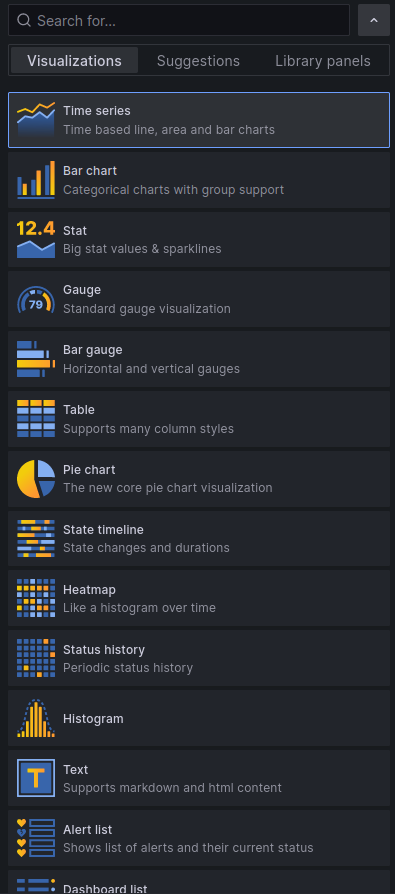 Search for...
Visualizations Suggestions Library panels
Time series
Time based line, area and bar charts
Bar chart
Categorical charts with group support
12.4
Stat
Big stat values & sparklines
Gauge
79
Standard gauge visualization
Bar gauge
Horizontal and vertical gauges
Table
Supports many column styles
Pie chart
The new core pie chart visualization
State timeline
State changes and durations
Heatmap
Like a histogram over time
Status history
Periodic status history
Histogram
T
Text
Supports markdown and html content
Alert list
Shows list of alerts and their current status
Dashboard list